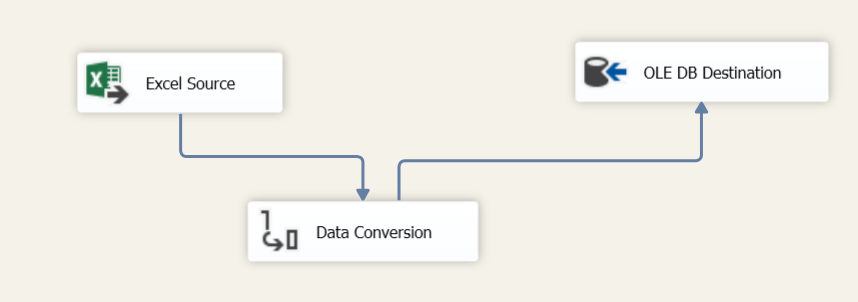 Excel Source
OLE DB Destination
Data Conversion